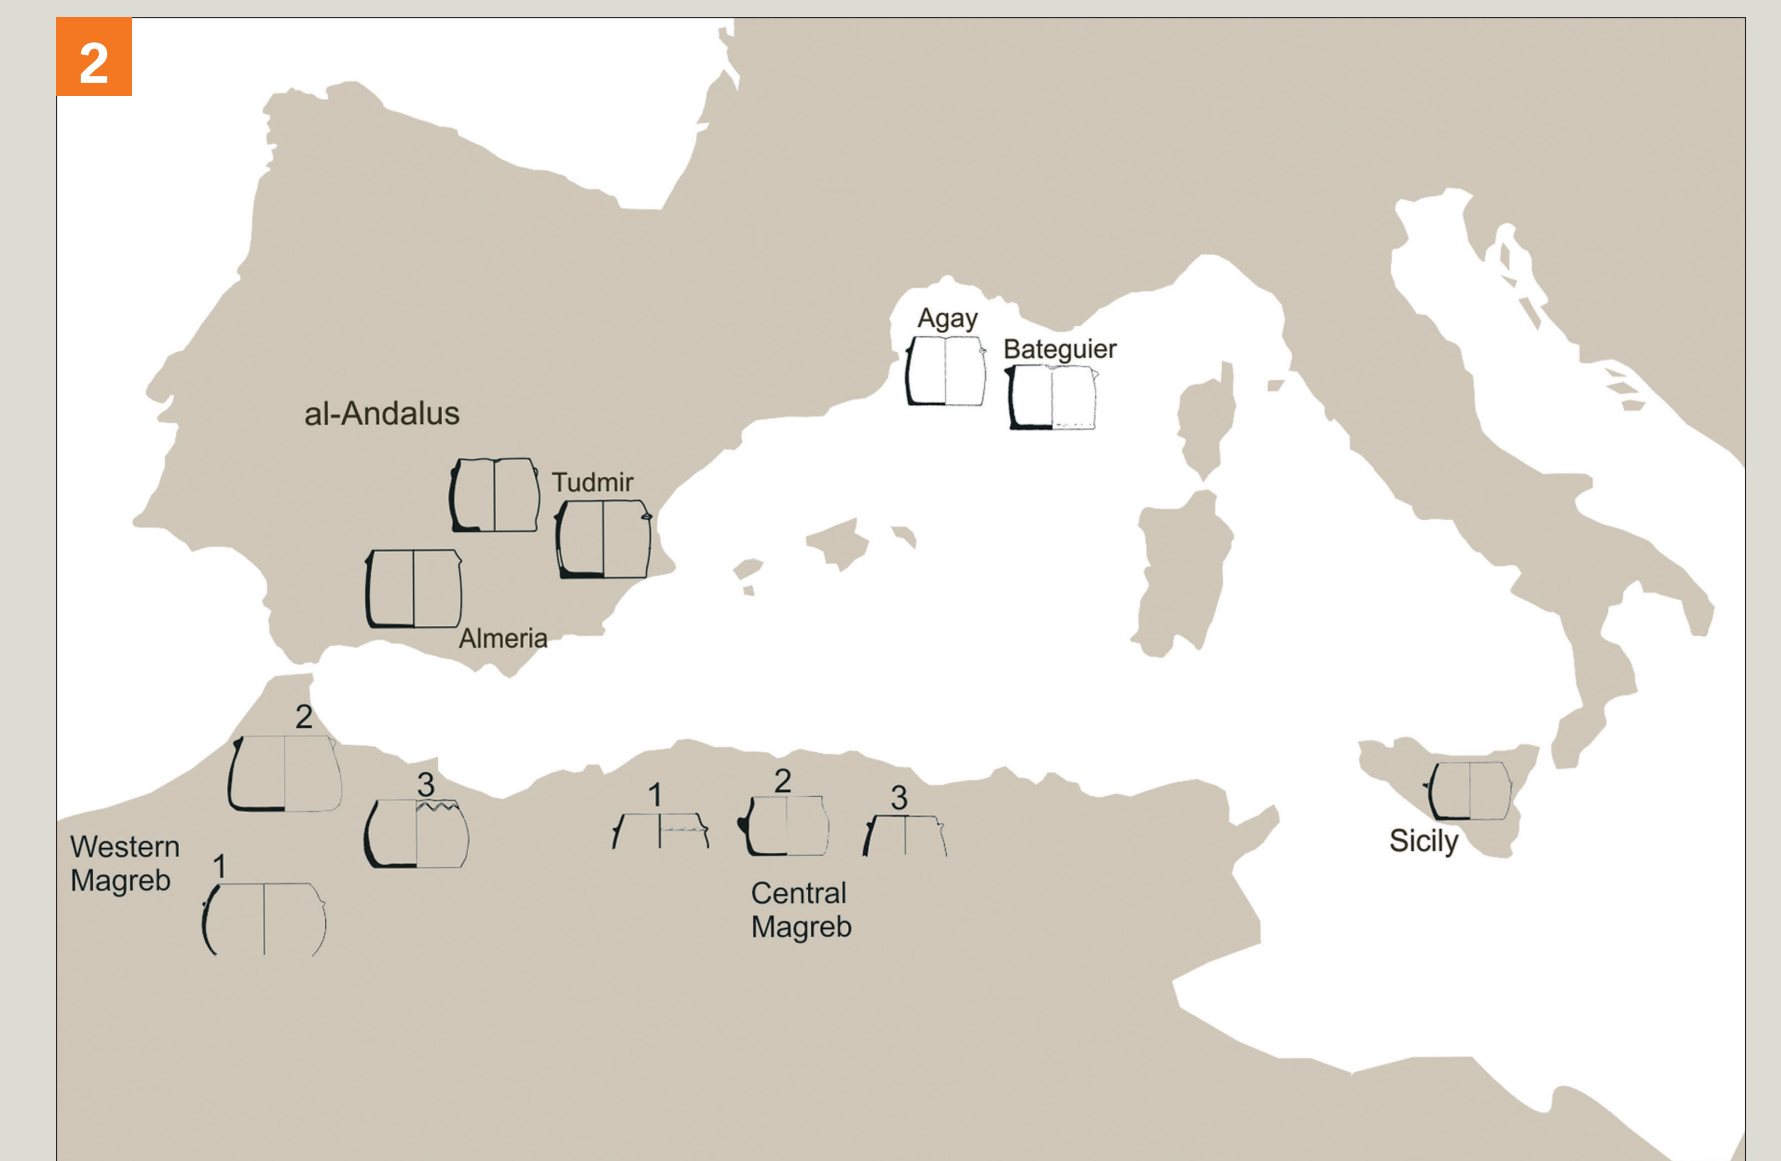 2
Agay
Bateguier
al-Andalus
Tudmir
Almeria
2
3
1
2
3
Western
Magreb
1
Sicily
Central
Magreb